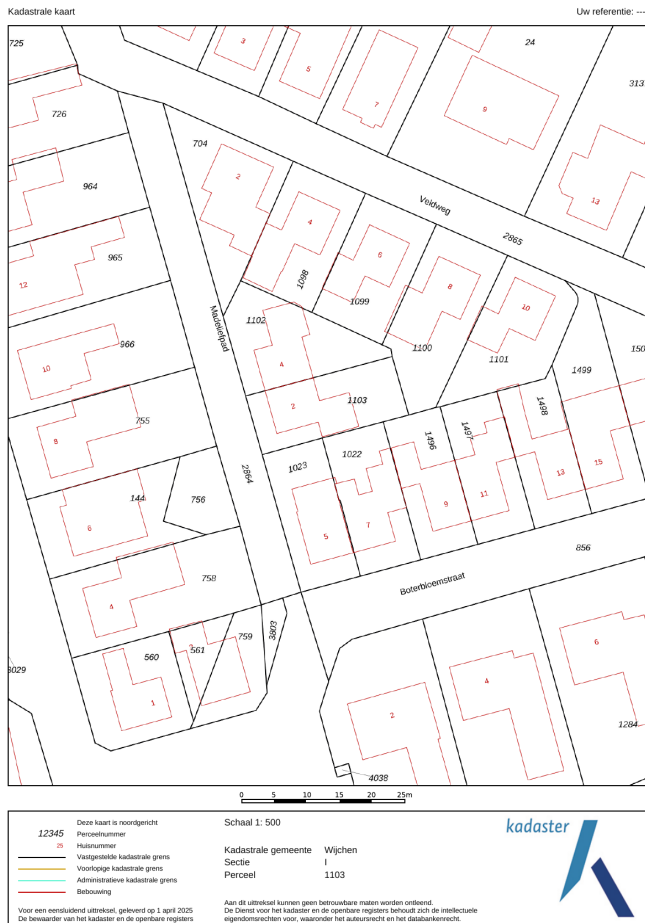 Kadastrale kaart
Uw referentie: ---
725
3
5
7
24
9
313
726
704
964
2
4
6
13
Veldweg
2865
965
12
1098
8
10
1099
1102
Madeliefpad
966
10
4
1100
1101
1499
150
2
1103
1498
755
8
1497
1496
1022
1023
2864
15
13
11
9
7
5
144
756
6
856
758
4
Boterbloemstraat
3803
759
560
561
2
1
6
8029
4
2
1284
4038
0 5 10 15 20 25m
Deze kaart is noordgericht
12345 Perceelnummer
25 Huisnummer
Vastgestelde kadastrale grens
Voorlopige kadastrale grens
Administratieve kadastrale grens
Bebouwing
Voor een eensluidend uittreksel, geleverd op 1 april 2025
De bewaarder van het kadaster en de openbare registers
Schaal 1: 500
Kadastrale gemeente Wijchen
Sectie I
Perceel 1103
Aan dit uittreksel kunnen geen betrouwbare maten worden ontleend.
De Dienst voor het kadaster en de openbare registers behoudt zich de intellectuele
eigendomsrechten voor, waaronder het auteursrecht en het databankenrecht.
kadaster